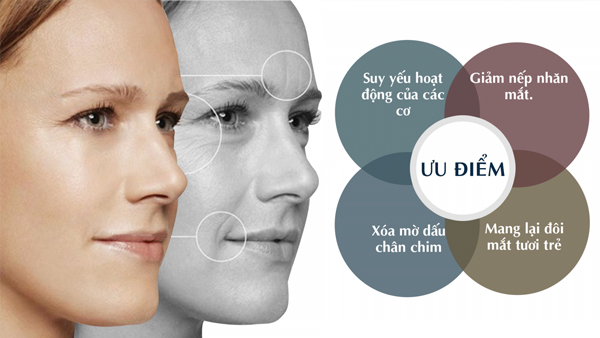 Suy yếu hoạt
động của các
cơ
Giảm nếp nhăn
mắt.
ƯU ĐIỂM
Xóa mờ dấu
chân chim
Mang lại đôi
mắt tươi trẻ